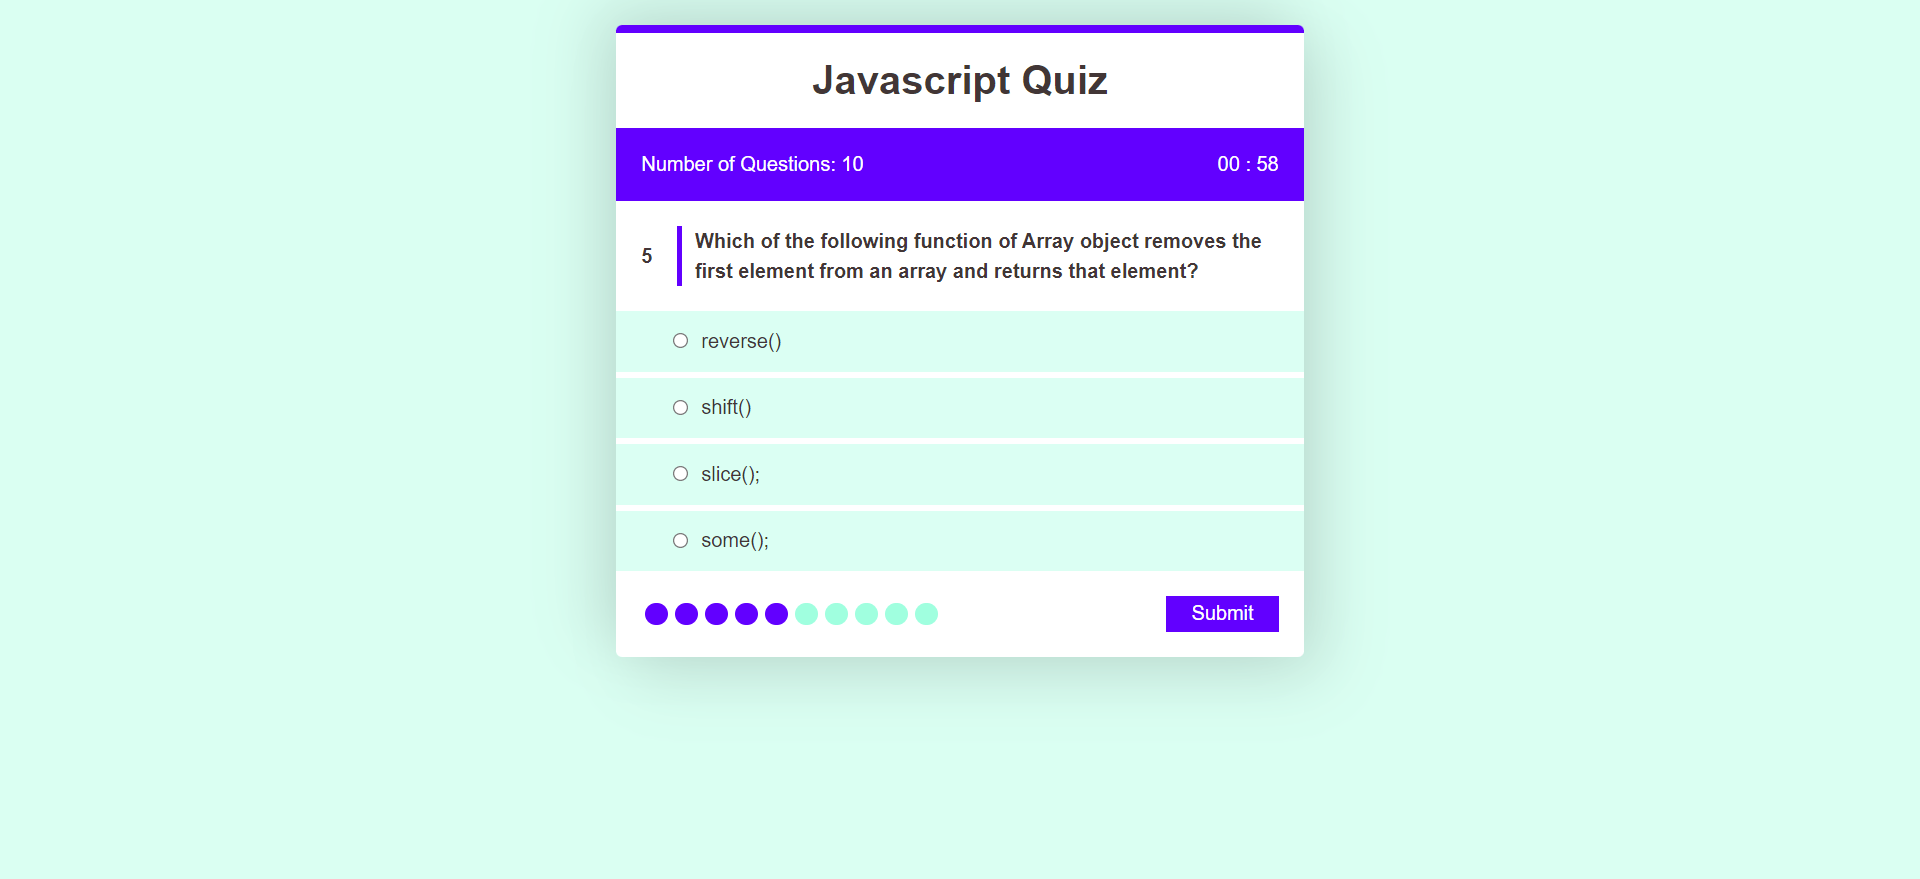 Javascript Quiz
Number of Questions: 10
00 : 58
5
Which of the following function of Array object removes the
first element from an array and returns that element?
reverse()
shift()
slice();
some();
Submit